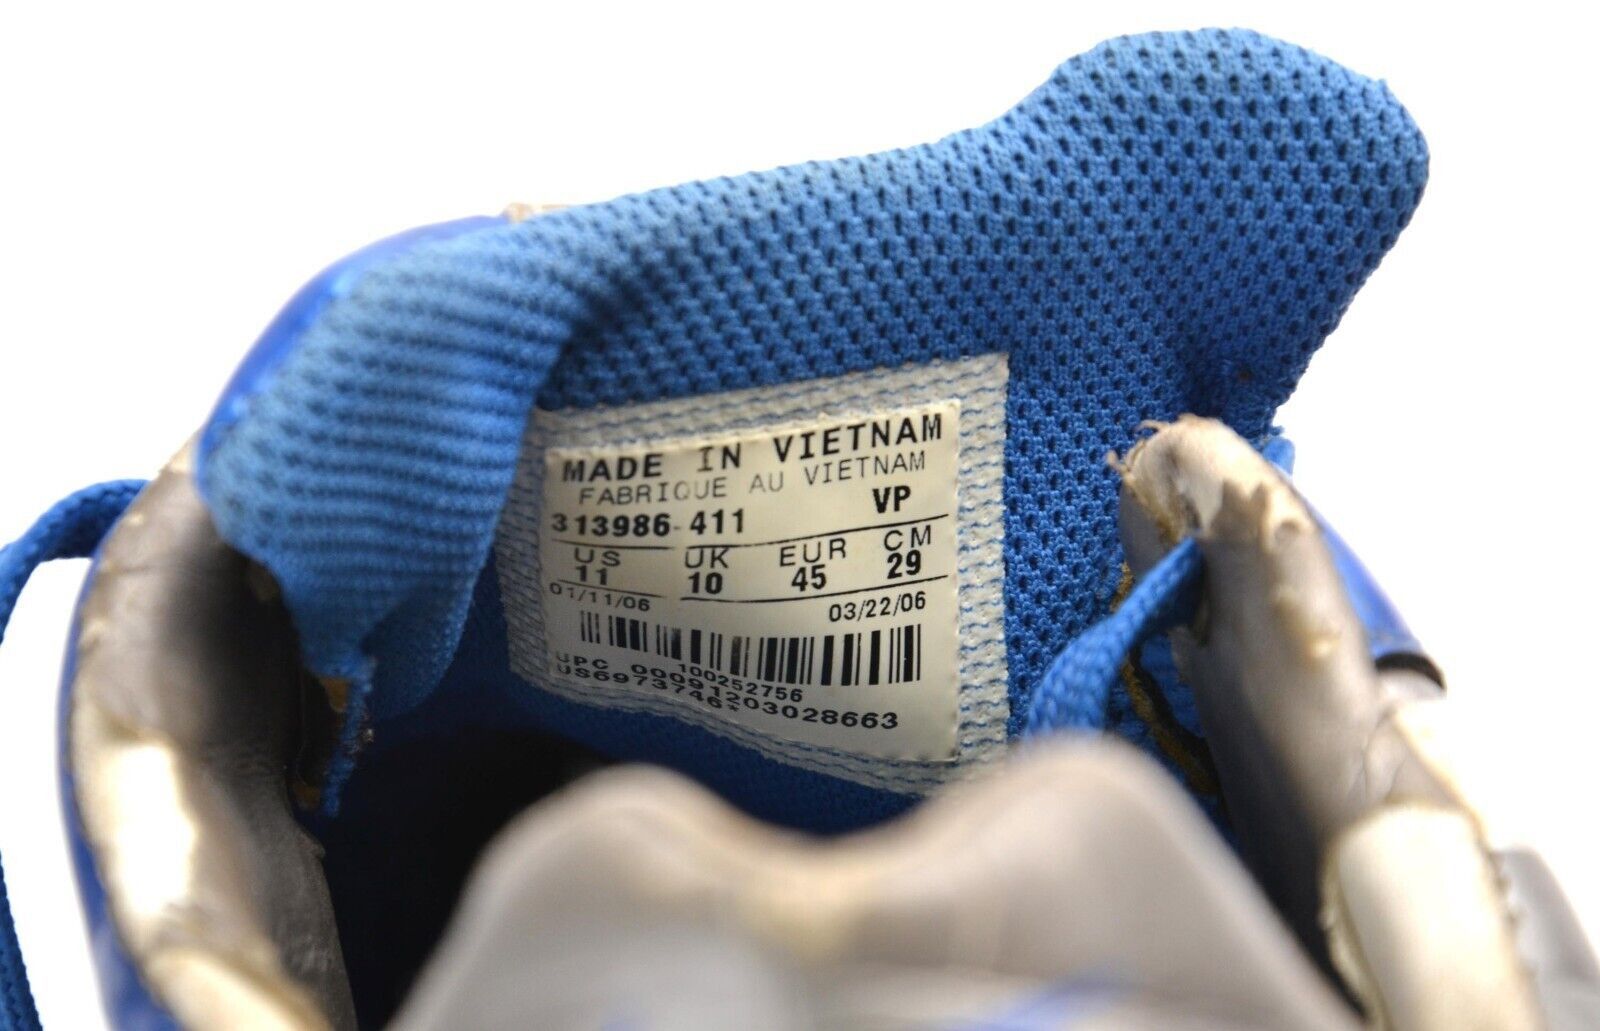 MADE IN VIETNAM
FABRIQUE AU VIETNAM
313986-411 VP
US UK EUR CM
11 10 45 29
01/11/06 03/22/06
100252756
UPC 00091203028663
US6973746*